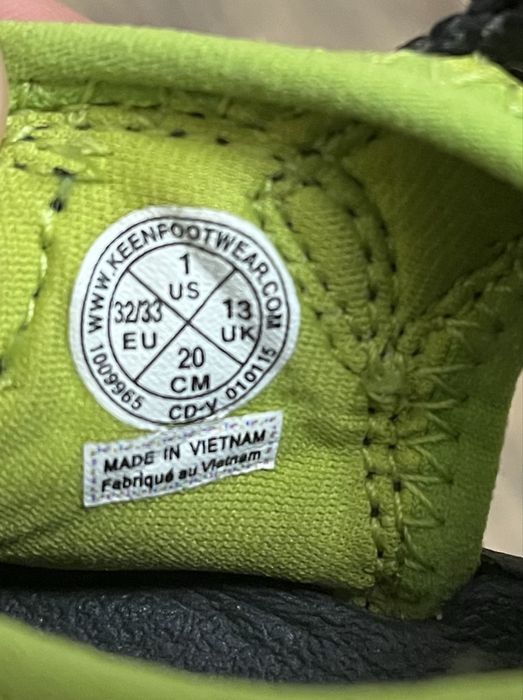 WWW.KEENFOOTWEAR.COM
1
US
32/33
EU
13
UK
20
CM
1009965
CD-V
010115
MADE IN VIETNAM
Fabriqué au Vietnam